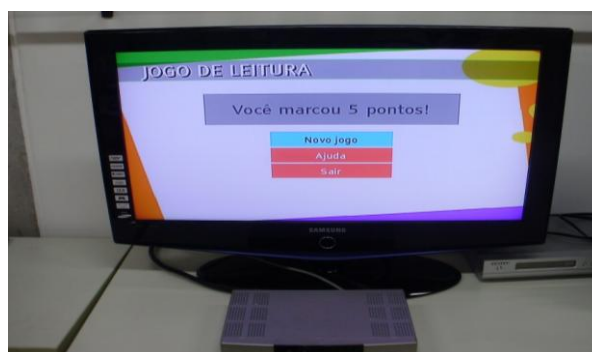 JOGO DE LEITURA
Você marcou 5 pontos!
Novo jogo
Ajuda
Sair
SAMSUNG